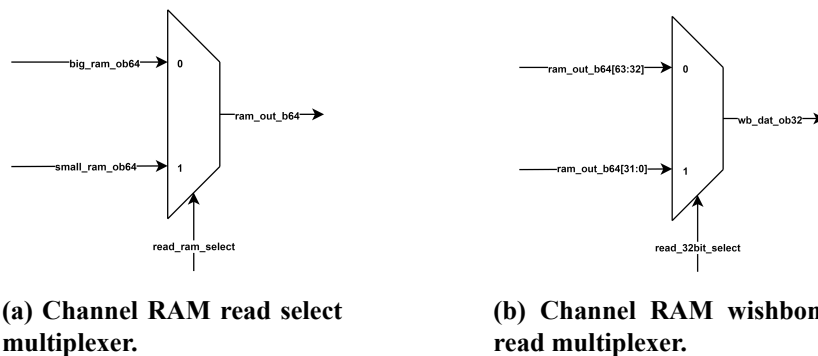 big_ram_ob64
0
ram_out_b64
small_ram_ob64
1
read_ram_select
(a) Channel RAM read select
multiplexer.
ram_out_b64[63:32]
0
wb_dat_ob32
ram_out_b64[31:0]
1
read_32bit_select
(b) Channel RAM wishbon
read multiplexer.